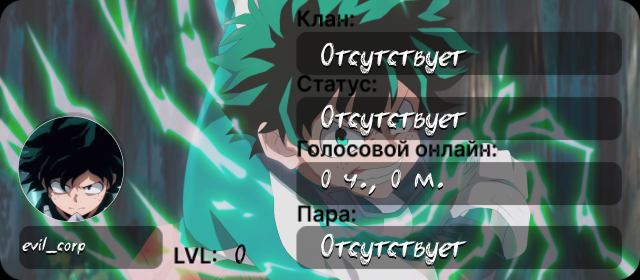 Клан:
Отсутствует
Статус:
Отсутствует
Голосовой онлайн:
0 ч., 0 м.
Пара:
Отсутствует
evil_corp
LVL: 0